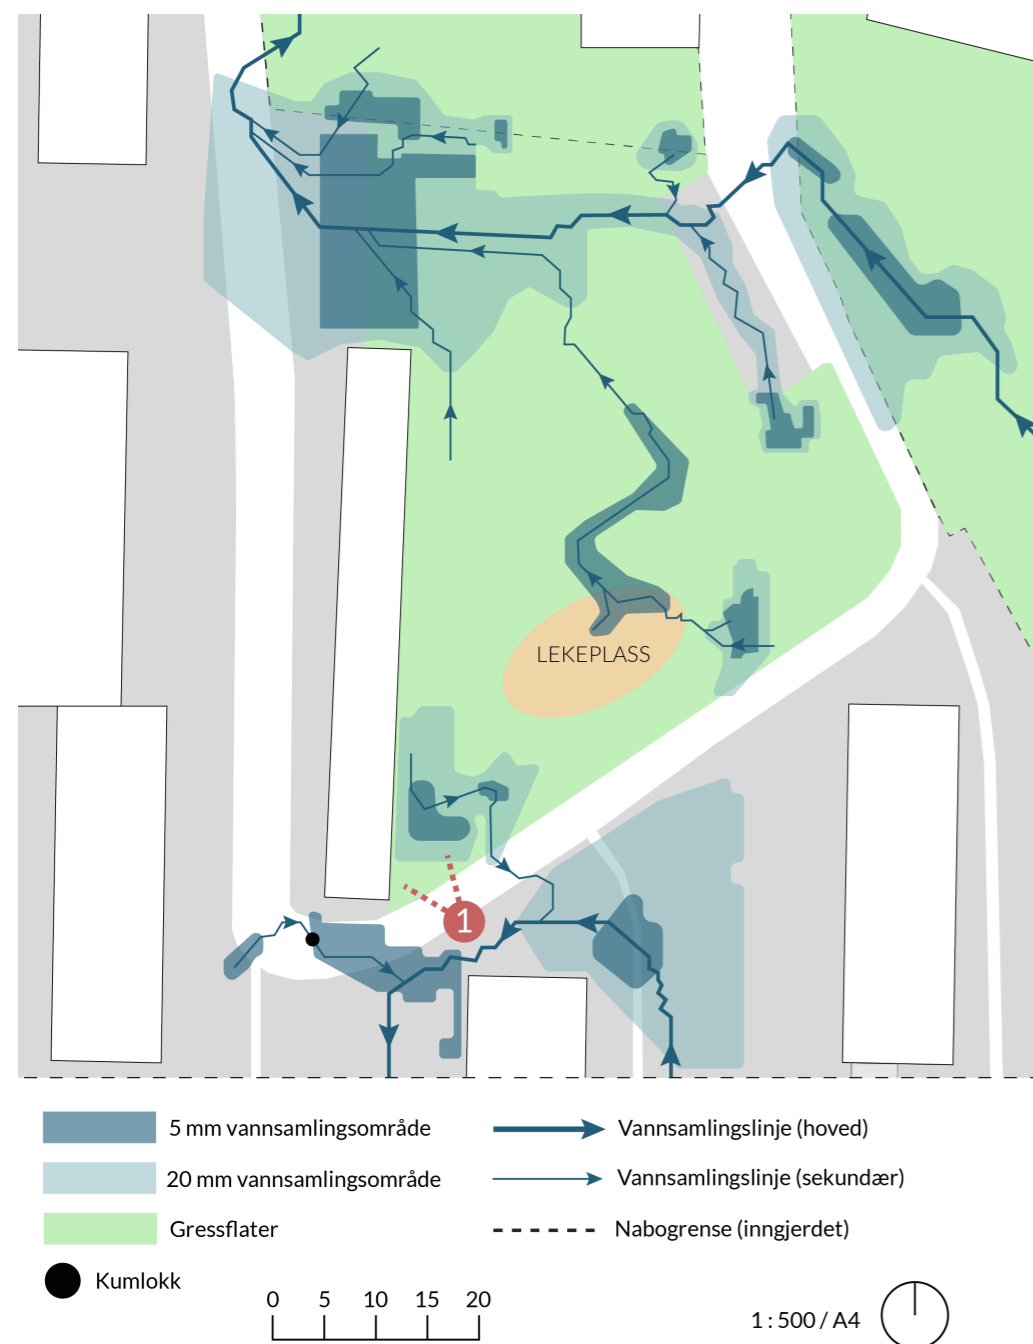 LEKEPLASS
1
5 mm vannsamlingsområde
Vannsamlingslinje (hoved)
20 mm vannsamlingsområde
Vannsamlingslinje (sekundær)
Gressflater
Nabogrense (inngjerdet)
Kumlokk
0 5 10 15 20
1 : 500 / A4